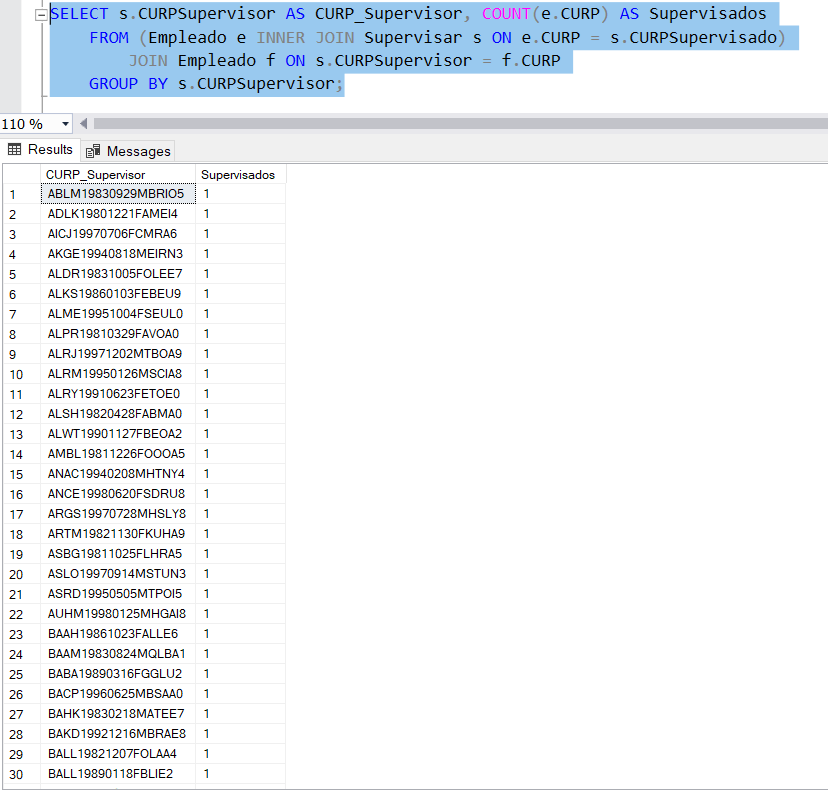 SELECT s.CURPSupervisor AS CURP_Supervisor, COUNT(e.CURP) AS Supervisados
FROM (Empleado e INNER JOIN Supervisar s ON e.CURP = s.CURPSupervisado)
JOIN Empleado f ON s.CURPSupervisor = f.CURP
GROUP BY s.CURPSupervisor;
110 %
Results Messages
CURP_Supervisor Supervisados
1 ABLM19830929MBRIO5 1
2 ADLK19801221FAMEI4 1
3 AICJ19970706FCMRA6 1
4 AKGE19940818MEIRN3 1
5 ALDR19831005FOLEE7 1
6 ALKS19860103FEBEU9 1
7 ALME19951004FSEUL0 1
8 ALPR19810329FAVOA0 1
9 ALRJ19971202MTBOA9 1
10 ALRM19950126MSCIA8 1
11 ALRY19910623FETOE0 1
12 ALSH19820428FABMA0 1
13 ALWT19901127FBEOA2 1
14 AMBL19811226FOOOA5 1
15 ANAC19940208MHTNY4 1
16 ANCE19980620FSDRU8 1
17 ARGS19970728MHSLY8 1
18 ARTM19821130FKUHA9 1
19 ASBG19811025FLHRA5 1
20 ASLO19970914MSTUN3 1
21 ASRD19950505MTPOI5 1
22 AUHM19980125MHGAI8 1
23 BAAH19861023FALLE6 1
24 BAAM19830824MQLBA1 1
25 BABA19890316FGGLU2 1
26 BACP19960625MBSAA0 1
27 BAHK19830218MATEE7 1
28 BAKD19921216MBRAE8 1
29 BALL19821207FOLAA4 1
30 BALL19890118FBLIE2 1